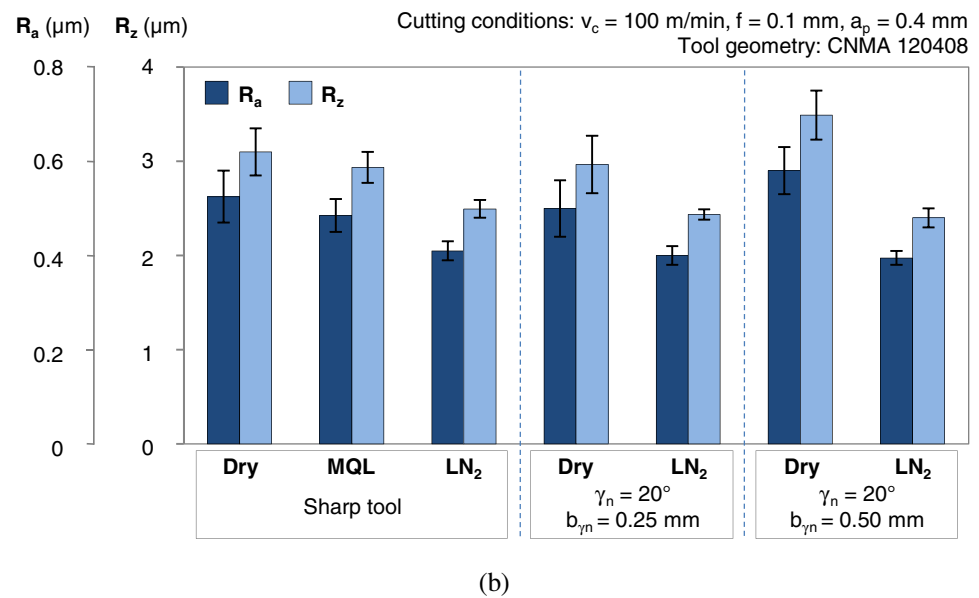 Cutting conditions: vc = 100 m/min, f = 0.1 mm, ap = 0.4 mm
Tool geometry: CNMA 120408
Ra (μm) Rz (μm)
0.8 4
0.6 3
0.4 2
0.2 1
0 0
Ra Rz
Dry MQL LN2 Dry LN2 Dry LN2
Sharp tool
γn = 20°
bγn = 0.25 mm
γn = 20°
bγn = 0.50 mm
(b)